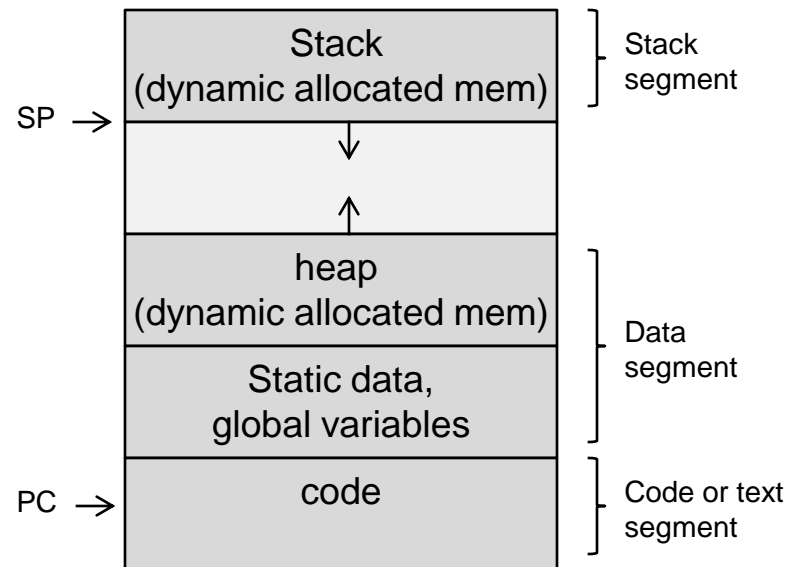 Stack
(dynamic allocated mem)
Stack
segment
SP
heap
(dynamic allocated mem)
Data
segment
Static data,
global variables
PC
code
Code or text
segment